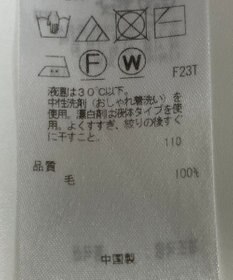 F W
F23T
液温は30℃以下。
中性洗剤(おしゃれ着洗い)を
使用。漂白剤は液体タイプを使
用。よくすすぎ、絞りの後すぐ
に干すこと。
110
品質
毛 100%
中国製